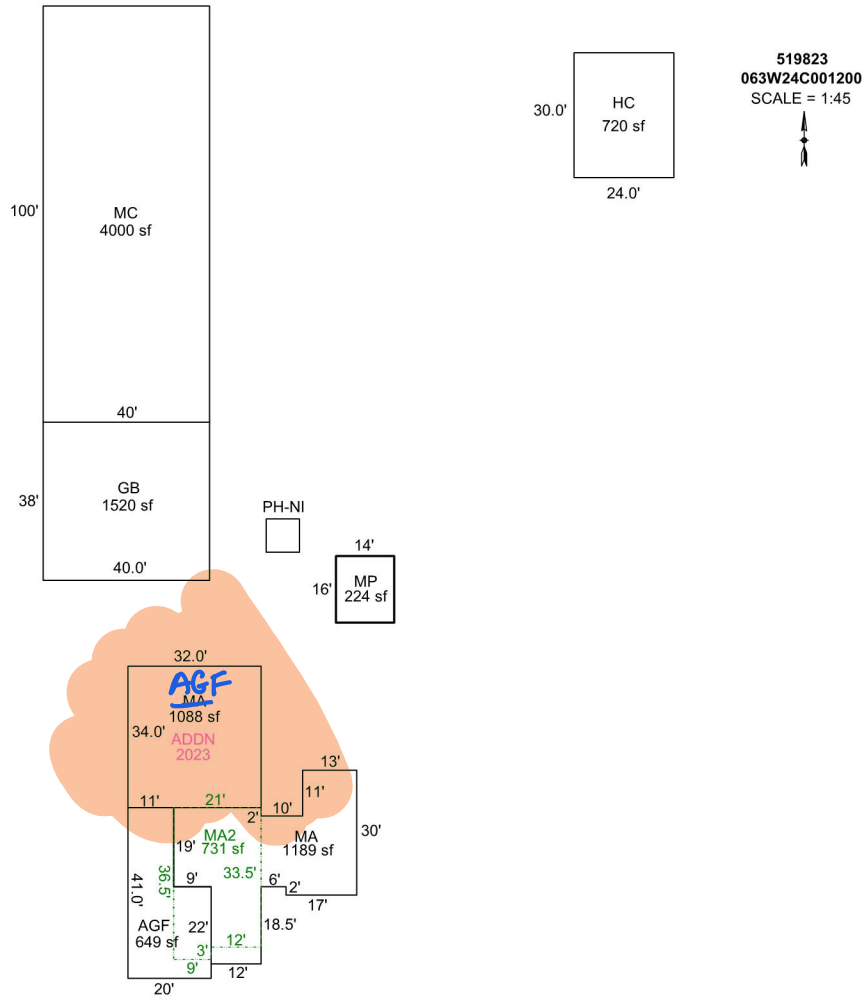 519823
063W24C001200
SCALE = 1:45
HC
720 sf
30.0'
24.0'
MC
4000 sf
100'
40'
GB
1520 sf
38'
40.0'
PH-NI
14'
16'
MP
224 sf
32.0'
AGF
MA
1088 sf
34.0'
ADDN
2023
13'
11'
11'
21'
2'
10'
MA2
731 sf
MA
1189 sf
30'
19'
36.5'
33.5'
9'
6'
2'
17'
41.0'
AGF
649 sf
22'
18.5'
3'
12'
9'
12'
20'